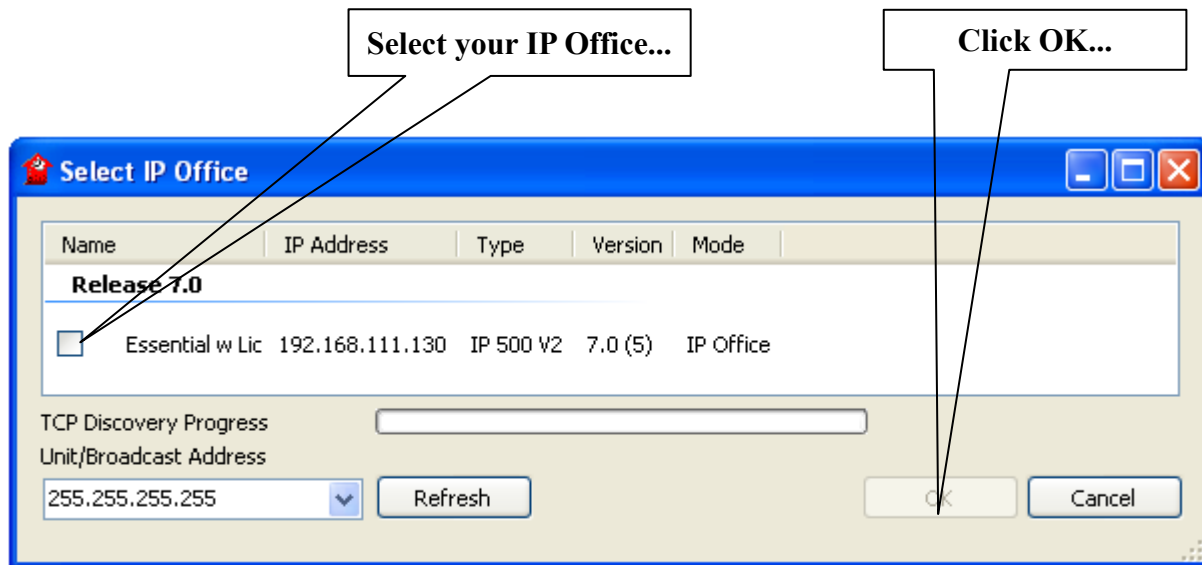 Select your IP Office...
Click OK...
Select IP Office
Name IP Address Type Version Mode
Release 7.0
Essential w Lic 192.168.111.130 IP 500 V2 7.0 (5) IP Office
TCP Discovery Progress
Unit/Broadcast Address
255.255.255.255 Refresh OK Cancel